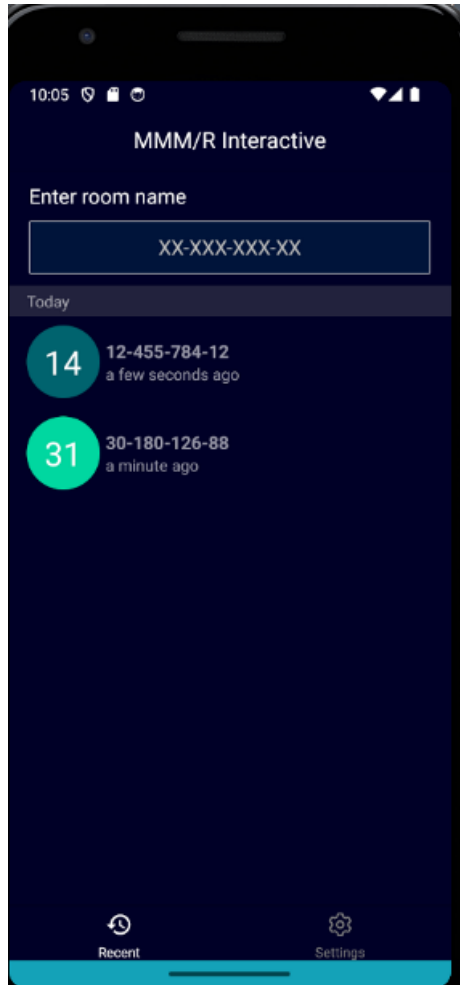 10:05
MMM/R Interactive
Enter room name
XX-XXX-XXX-XX
Today
14
12-455-784-12
a few seconds ago
31
30-180-126-88
a minute ago
Recent
Settings